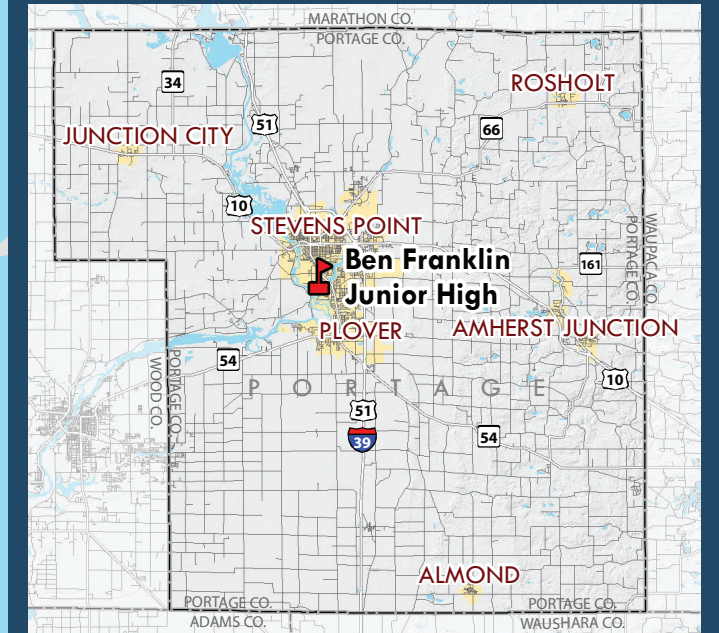 MARATHON CO.
PORTAGE CO.
34
ROSHOLT
51
66
JUNCTION CITY
10
STEVENS POINT
WAUPACA CO.
PORTAGE CO.
Ben Franklin
Junior High
161
PLOVER
AMHERST JUNCTION
54
PORTAGE CO.
WOOD CO.
10
PORTAGE
51
39
54
ALMOND
PORTAGE CO.
ADAMS CO.
PORTAGE CO.
WAUSHARA CO.